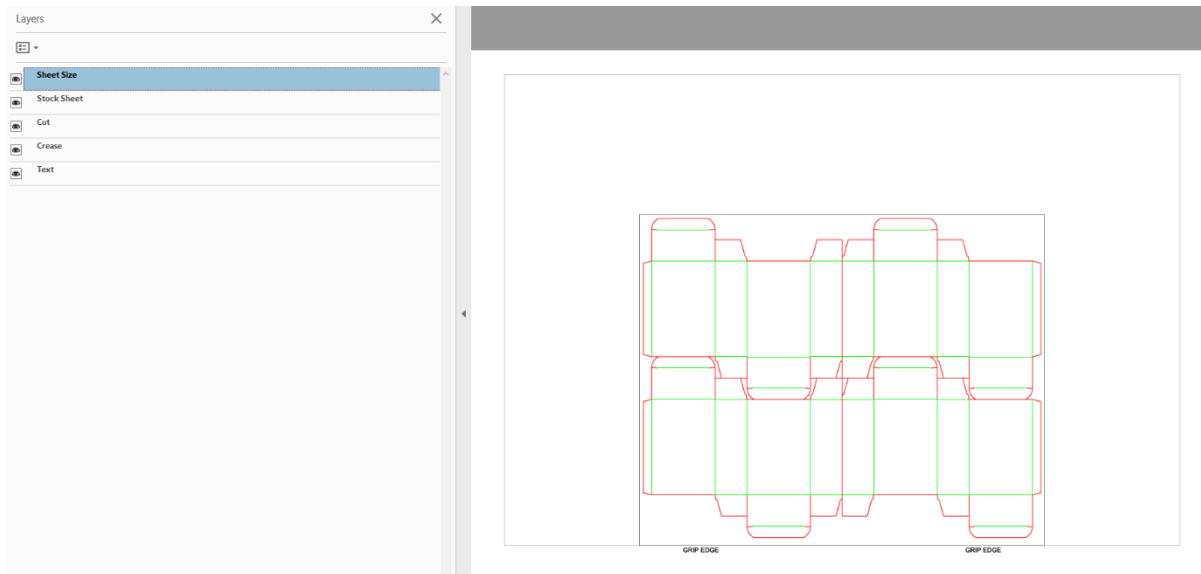 Layers
Sheet Size
Stock Sheet
Cut
Crease
Text
GRIP EDGE GRIP EDGE